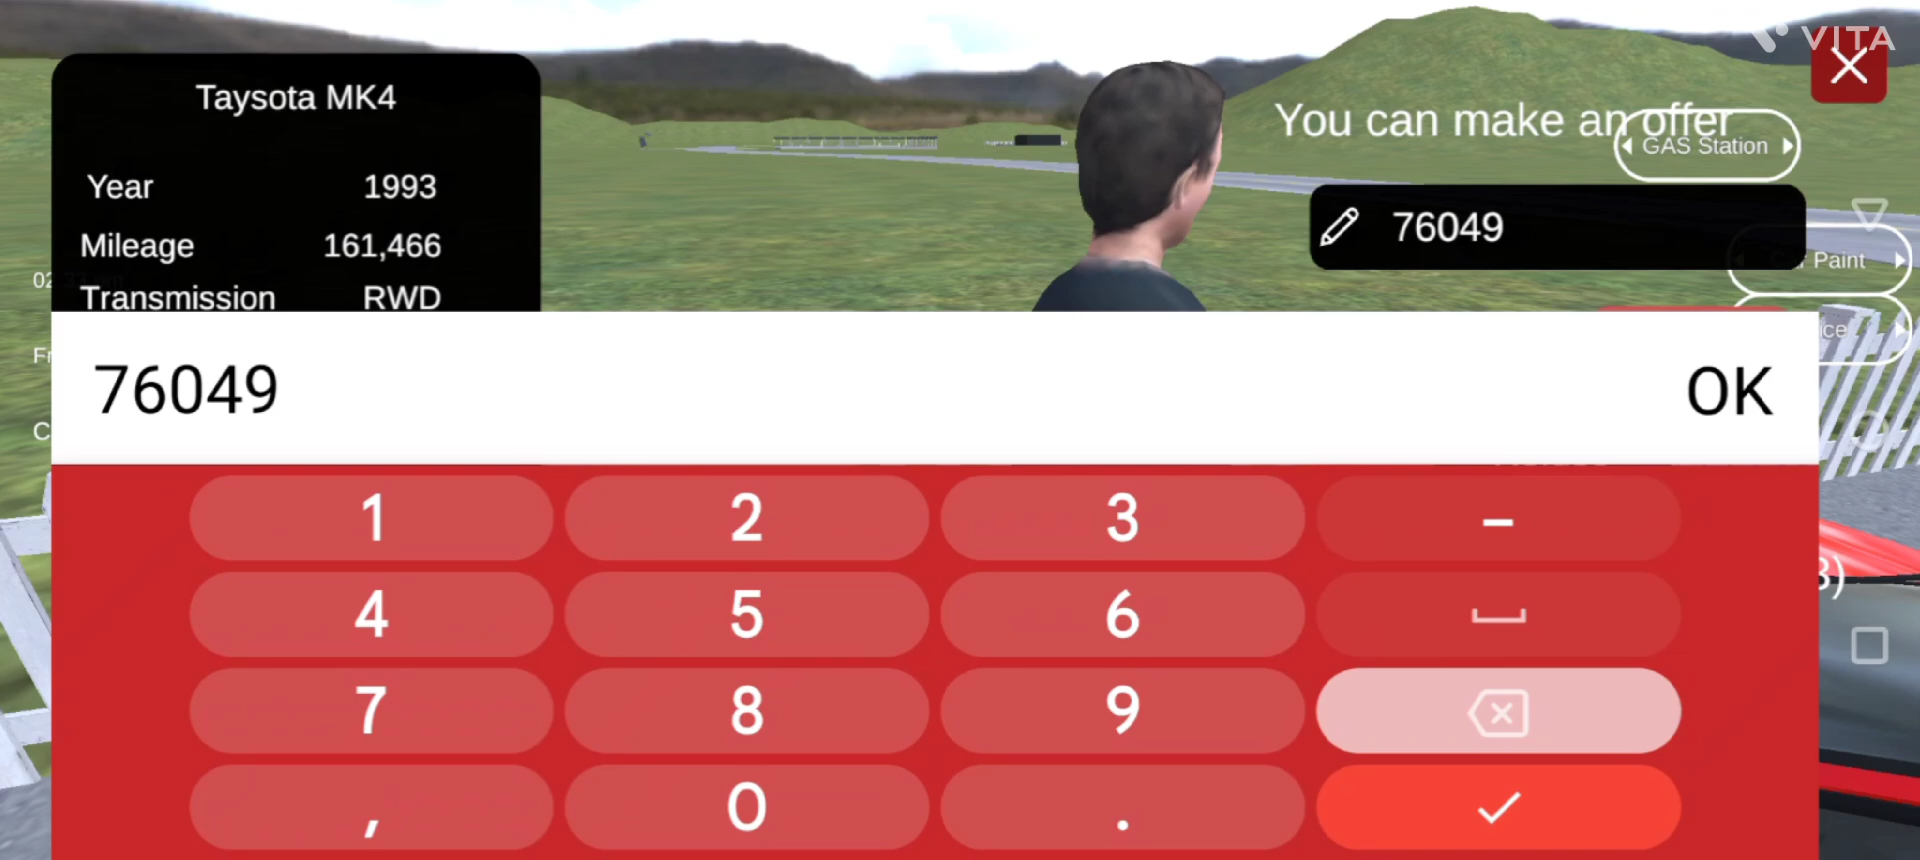 VITA
Taysota MK4
You can make an offer
GAS Station
Year 1993
76049
Mileage 161,466
Paint
Transmission RWD
76049
OK
1 2 3 -
4 5 6
7 8 9
, 0 .